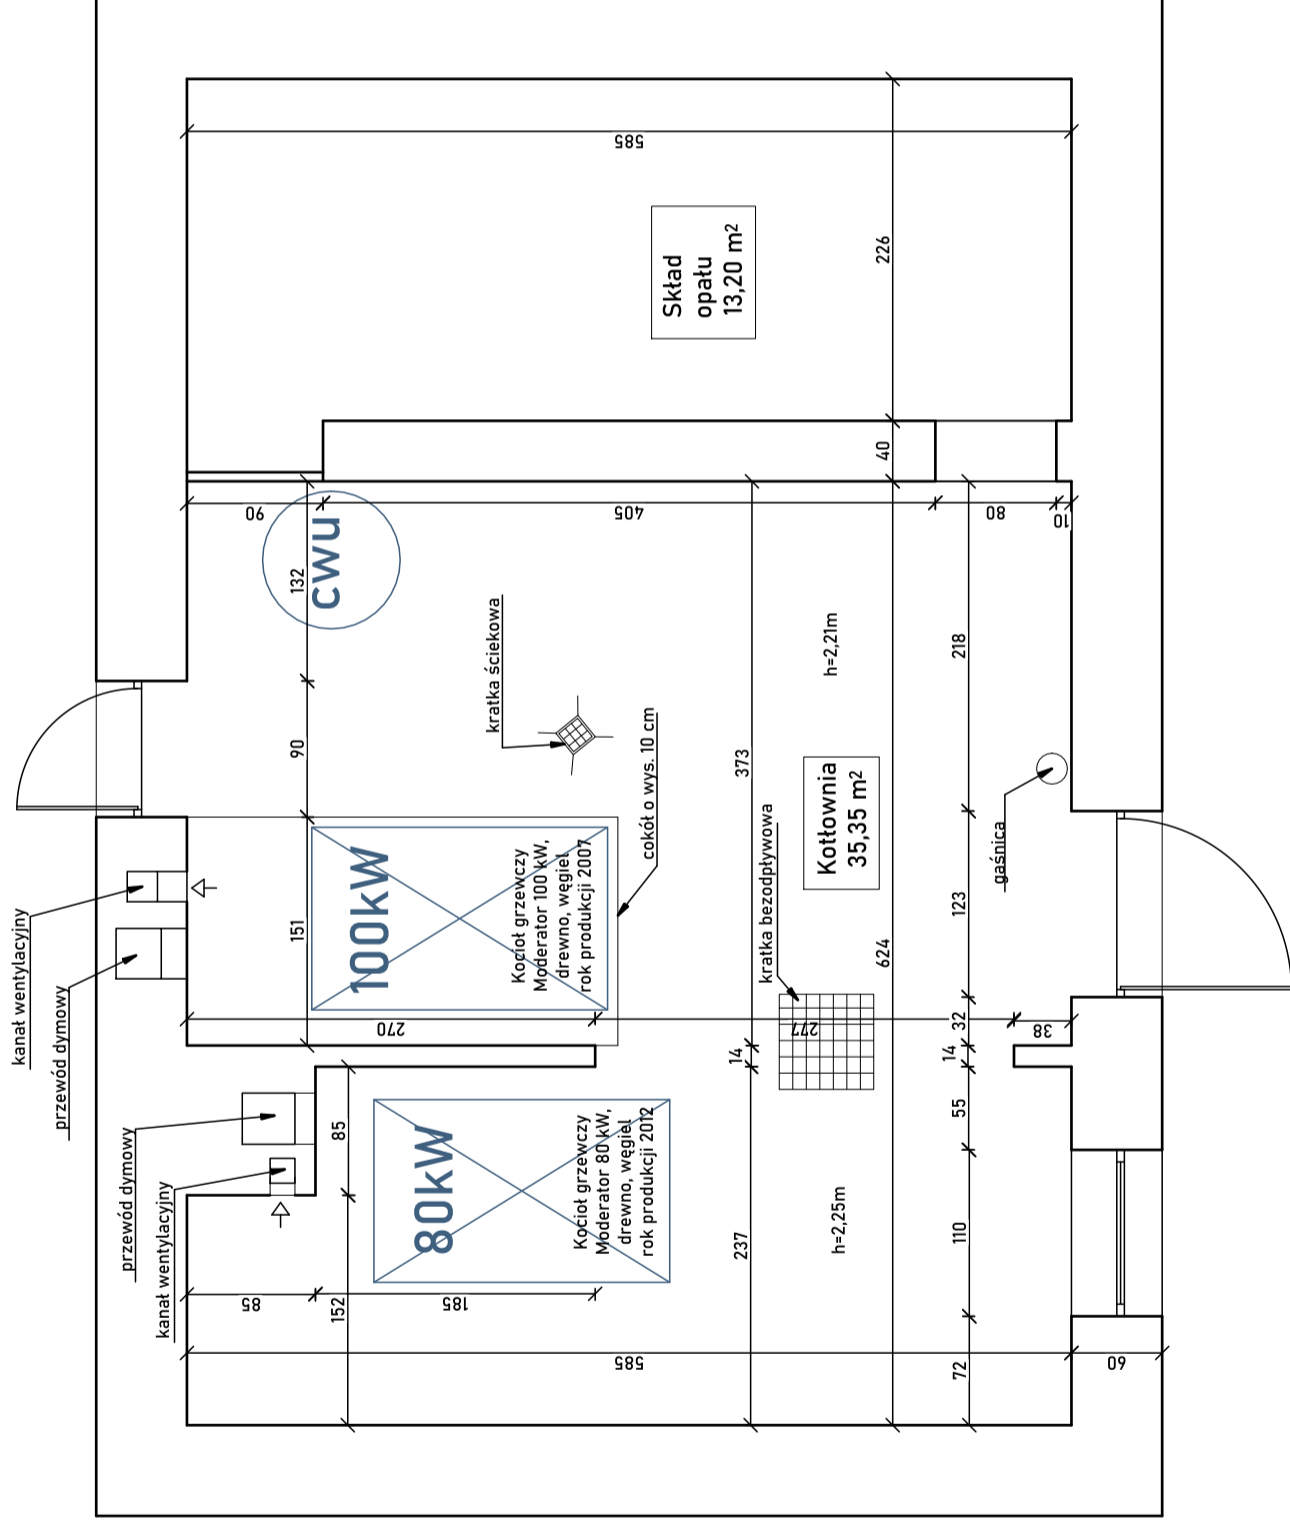 kanał wentylacyjny
przewód dymowy
przewód dymowy
kanał wentylacyjny
100kW
Kocioł grzewczy
Moderator 100 kW,
drewno, węgiel
rok produkcji 2007
80kW
Kocioł grzewczy
Moderator 80 kW,
drewno, węgiel
rok produkcji 2012
cwu
kratka ściekowa
cokół o wys. 10 cm
kratka bezodpływowa
h=2,21m
h=2,25m
Kotłownia
35,35 m²
gaśnica
Skład
opału
13,20 m²
585
226
40
90
405
80
10
132
90
151
373
218
123
624
270
277
38
32
14
14
55
85
110
237
85
185
152
585
72
60